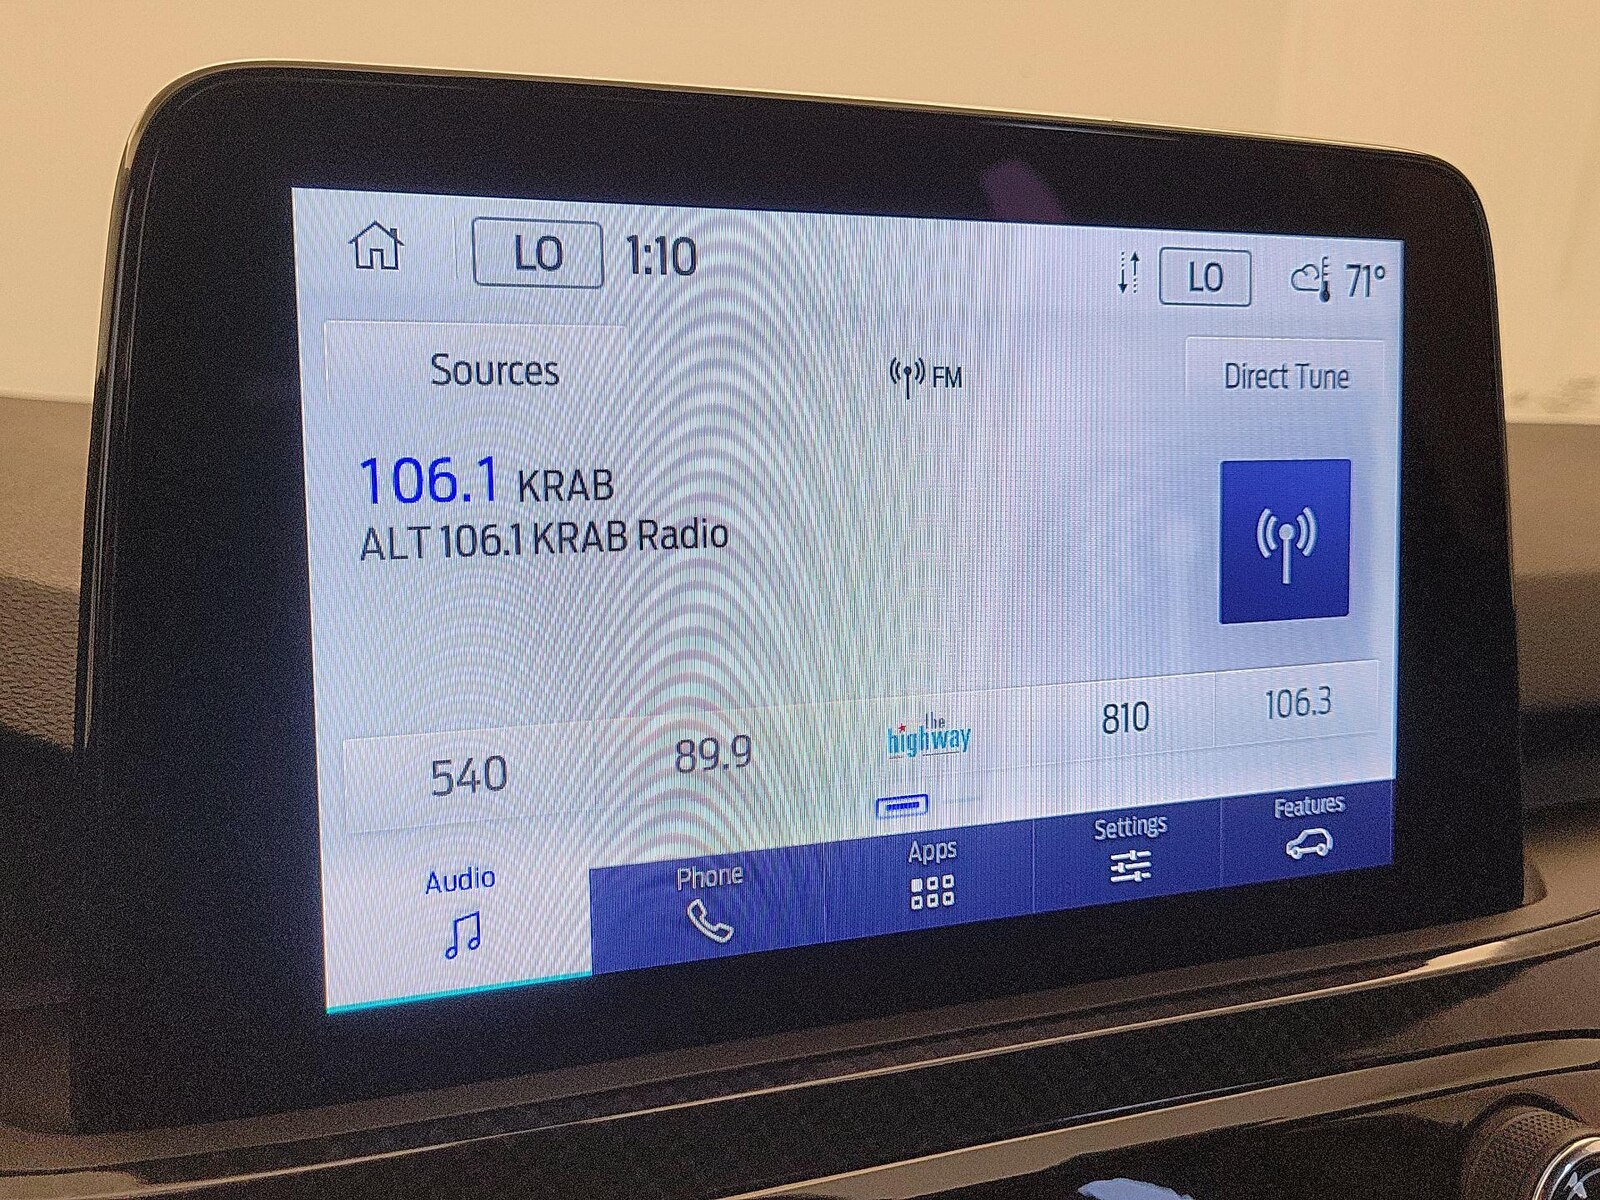 LO 1:10 LO 71°
Sources FM Direct Tune
106.1 KRAB
ALT 106.1 KRAB Radio
540 89.9 the highway 810 106.3
Audio Phone Apps Settings Features